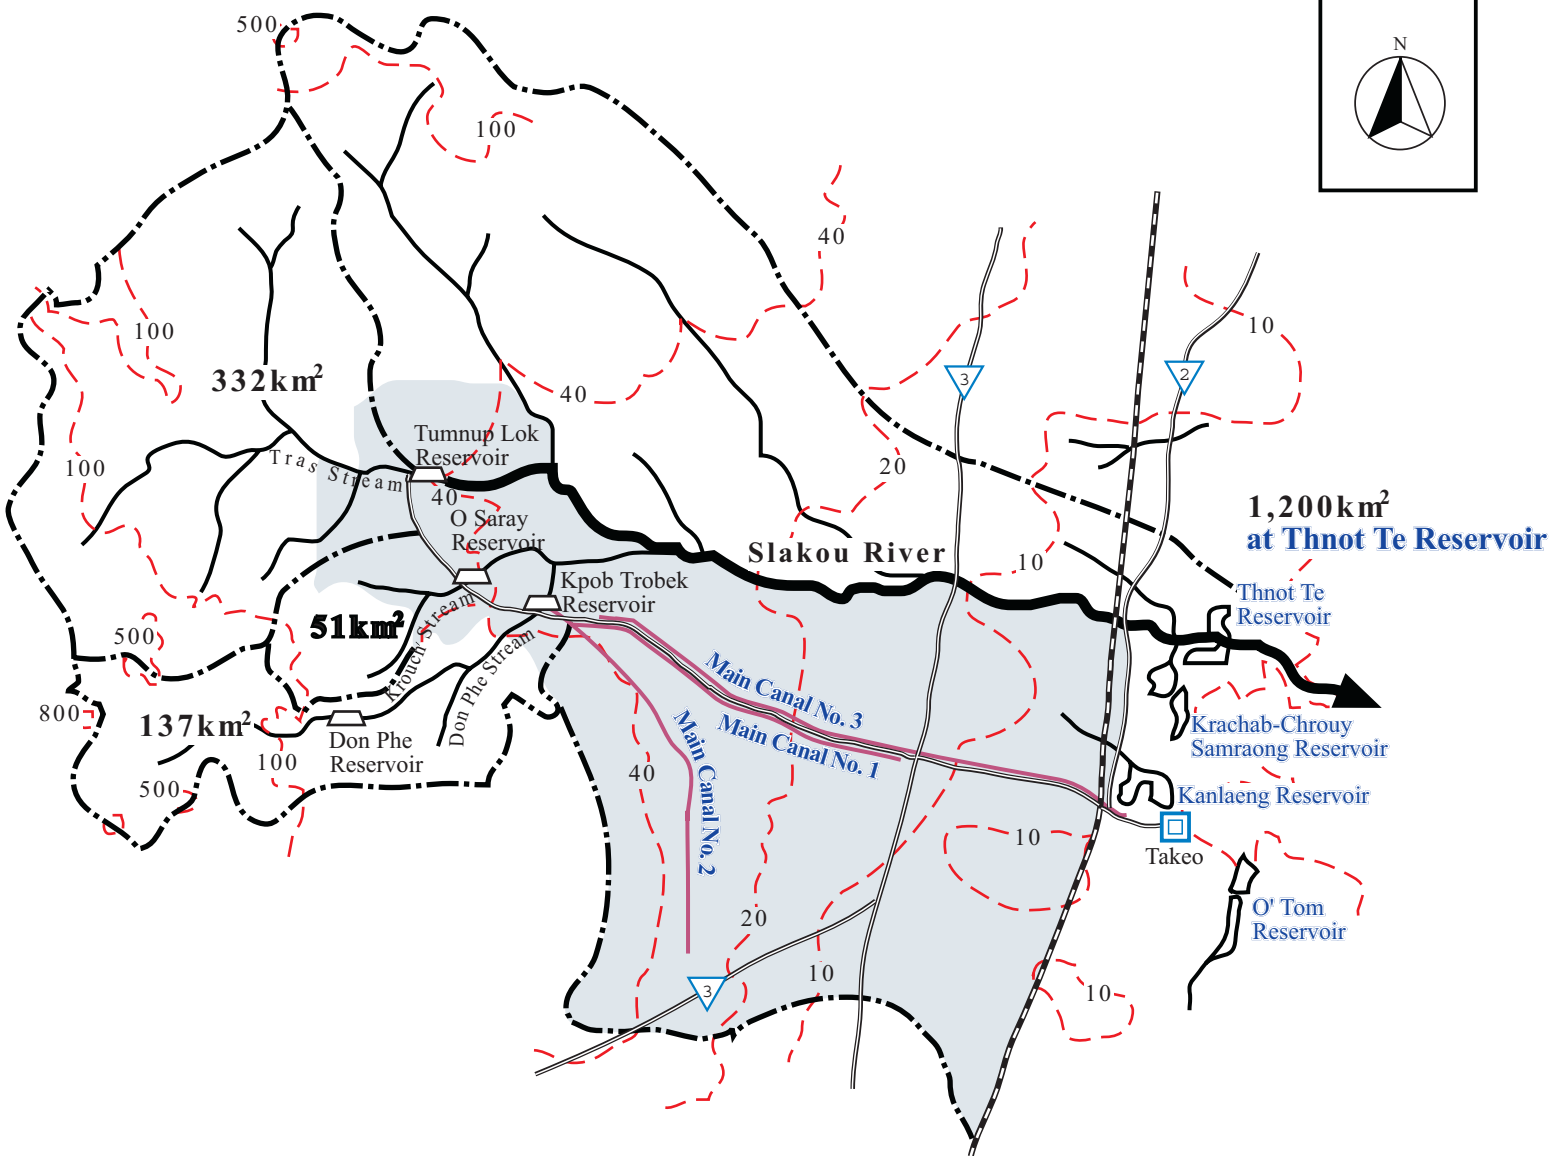 N
500
100
40
10
100
332km²
40
3
2
100
Tumnup Lok
Reservoir
Tras Stream
20
40
1,200km²
at Thnot Te Reservoir
O Saray
Reservoir
Slakou River
10
Kpob Trobek
Reservoir
Thnot Te
Reservoir
500
51km²
Krouch Stream
Don Phe Stream
Main Canal No. 3
Main Canal No. 1
Main Canal No. 2
800
137km²
Don Phe
Reservoir
100
500
40
Krachab-Chrouy
Samraong Reservoir
Kanlaeng Reservoir
10
Takeo
O' Tom
Reservoir
20
10
3
10